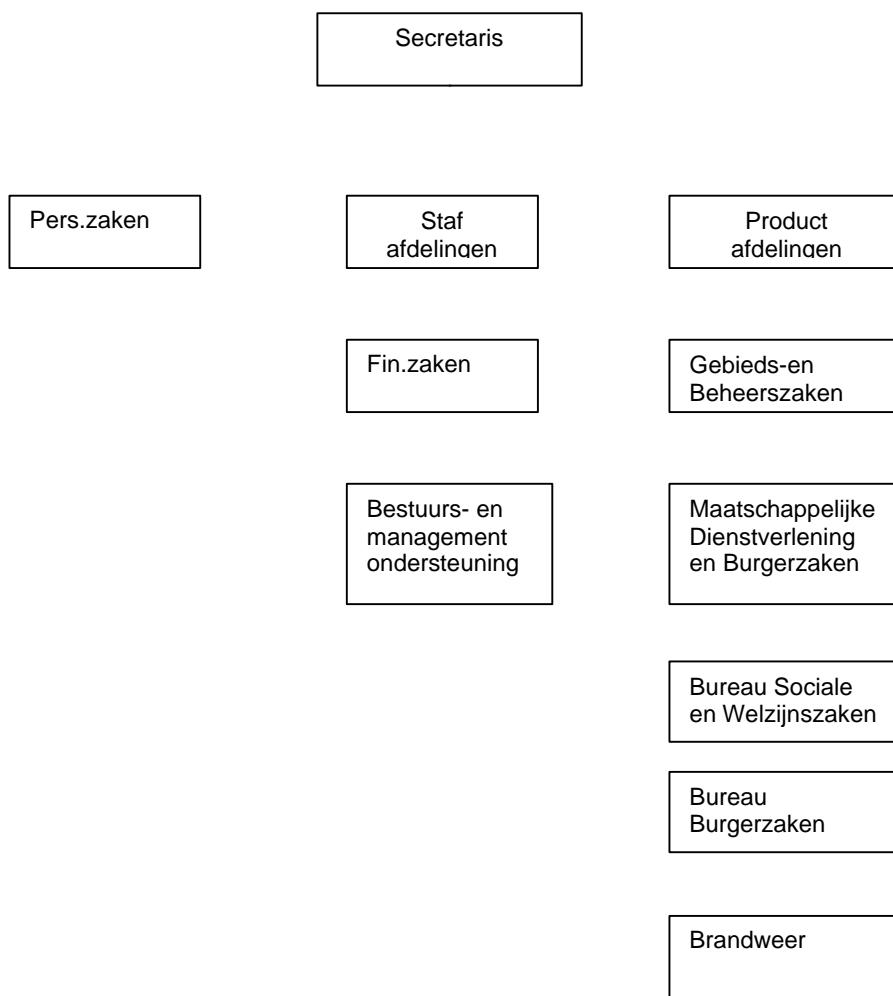 Secretaris
Pers.zaken
Staf
afdelingen
Product
afdelingen
Fin.zaken
Gebieds-en
Beheerszaken
Bestuurs- en
management
ondersteuning
Maatschappelijke
Dienstverlening
en Burgerzaken
Bureau Sociale
en Welzijnszaken
Bureau
Burgerzaken
Brandweer